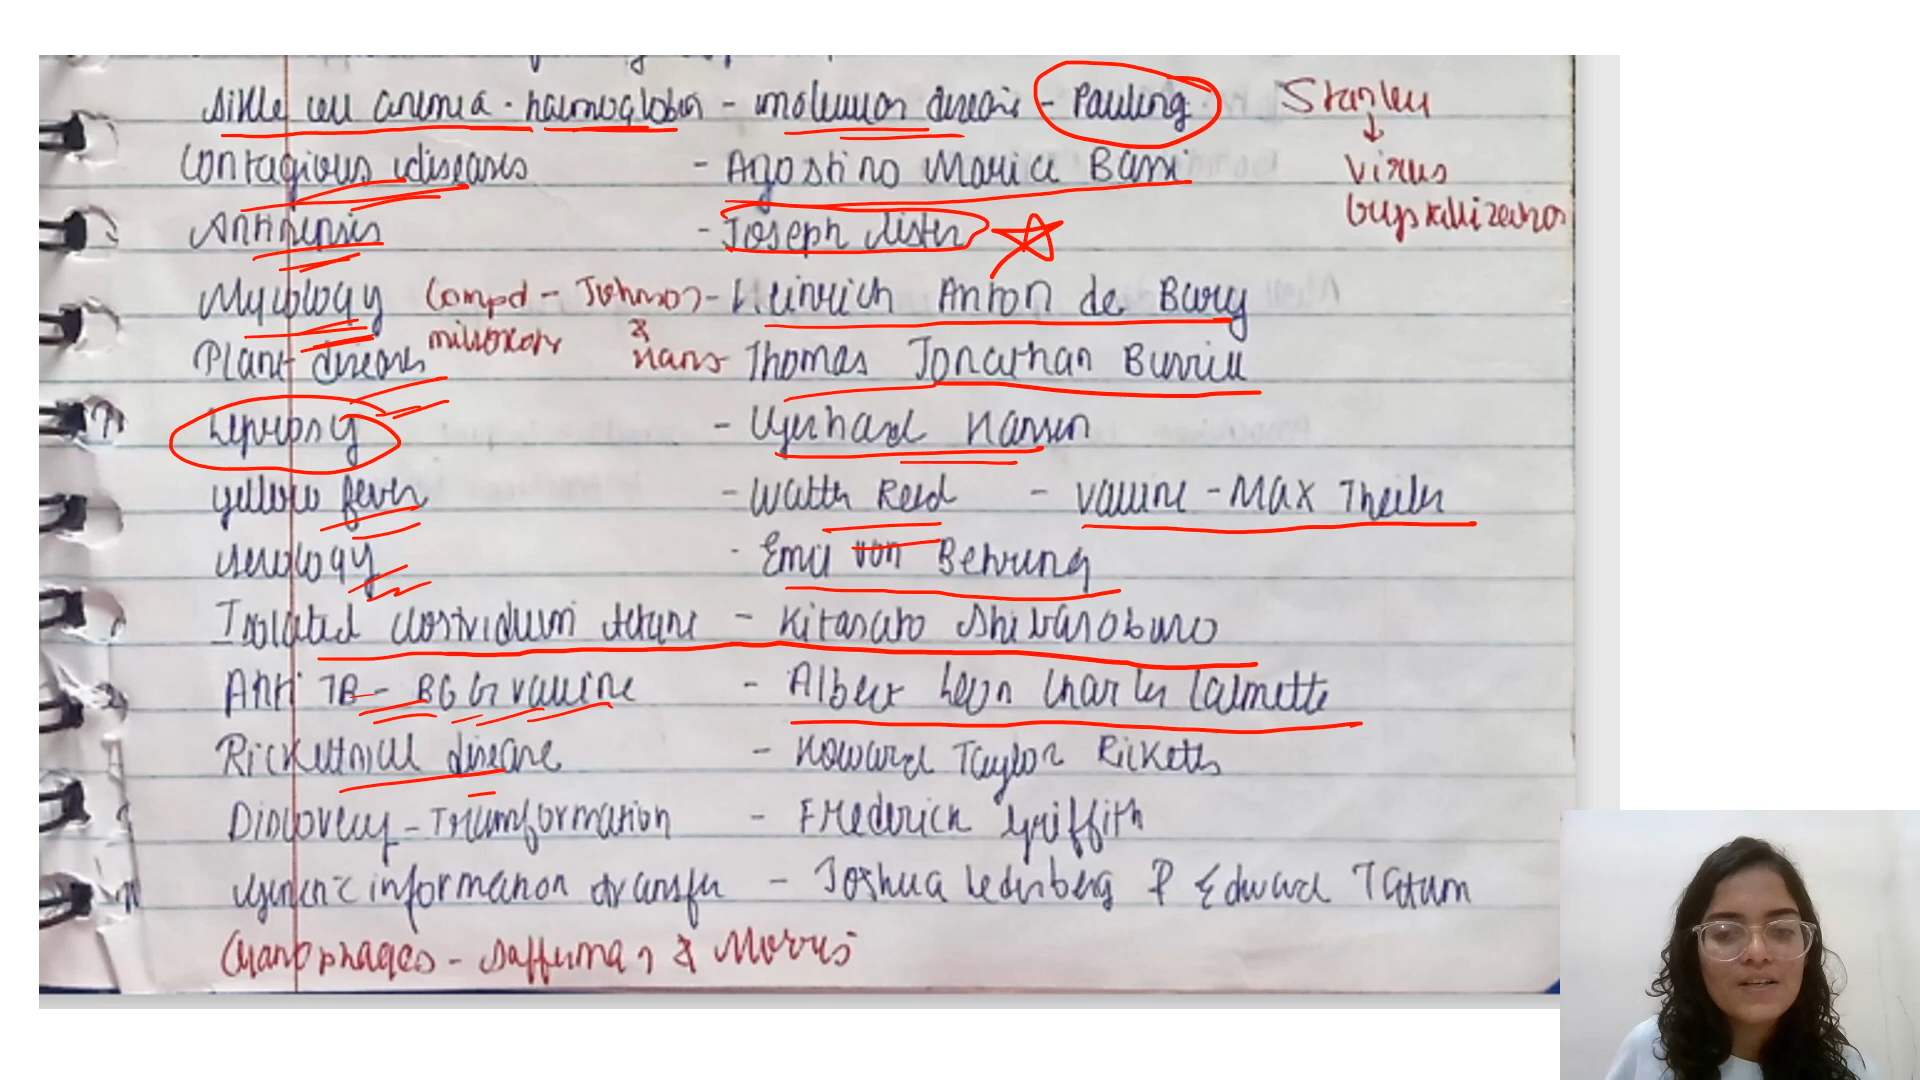 sickle cell anemia - haemoglobin - molecular disease - Pauling
Stanley
↓
virus
crystallization
Contagious diseases - Agostino Maria Bassi
Antisepsis - Joseph Lister
Mycology - Heinrich Anton de Bary
Compd microscope - Johnson & Hans
Plant diseases - Thomas Jonathan Burrill
Leprosy - Gerhard Hansen
yellow fever - Walter Reed - vaccine - Max Theiler
serology - Emil von Behring
Isolated clostridium tetani - Kitasato Shibasaburo
Anti TB - BCG vaccine - Albert Leon Charles Calmette
Rickettsial disease - Howard Taylor Ricketts
Discovery - Transformation - Frederick Griffith
genetic information transfer - Joshua Lederberg & Edward Tatum
Cyanophages - Safferman & Morris